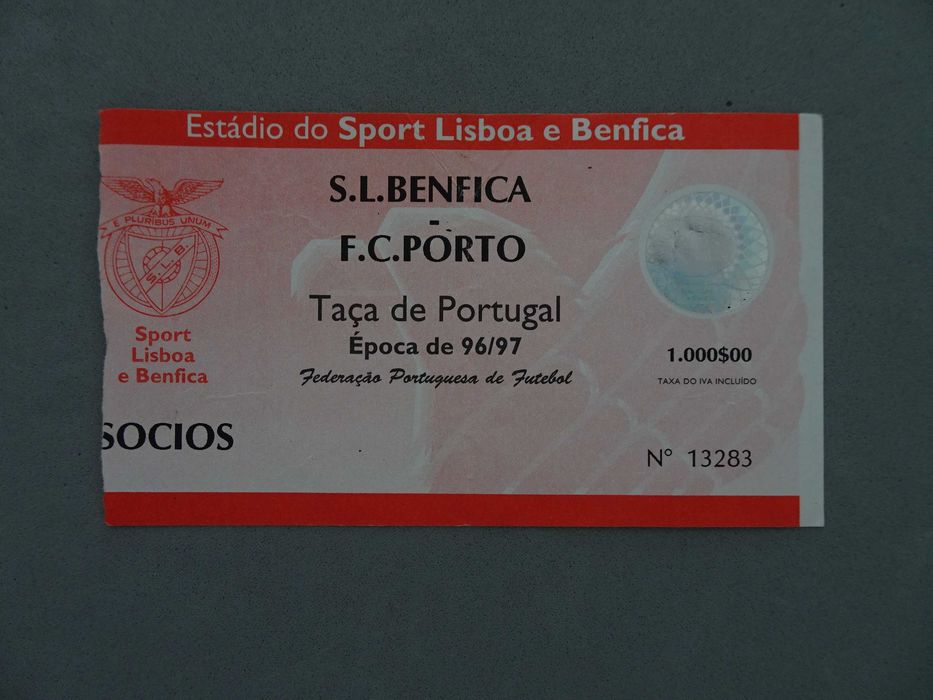 Estádio do Sport Lisboa e Benfica
S.L.BENFICA
-
F.C.PORTO
Taça de Portugal
Época de 96/97
Federação Portuguesa de Futebol
E PLURIBUS UNUM
S.L.B.
Sport
Lisboa
e Benfica
SOCIOS
1.000$00
TAXA DO IVA INCLUÍDO
Nº 13283